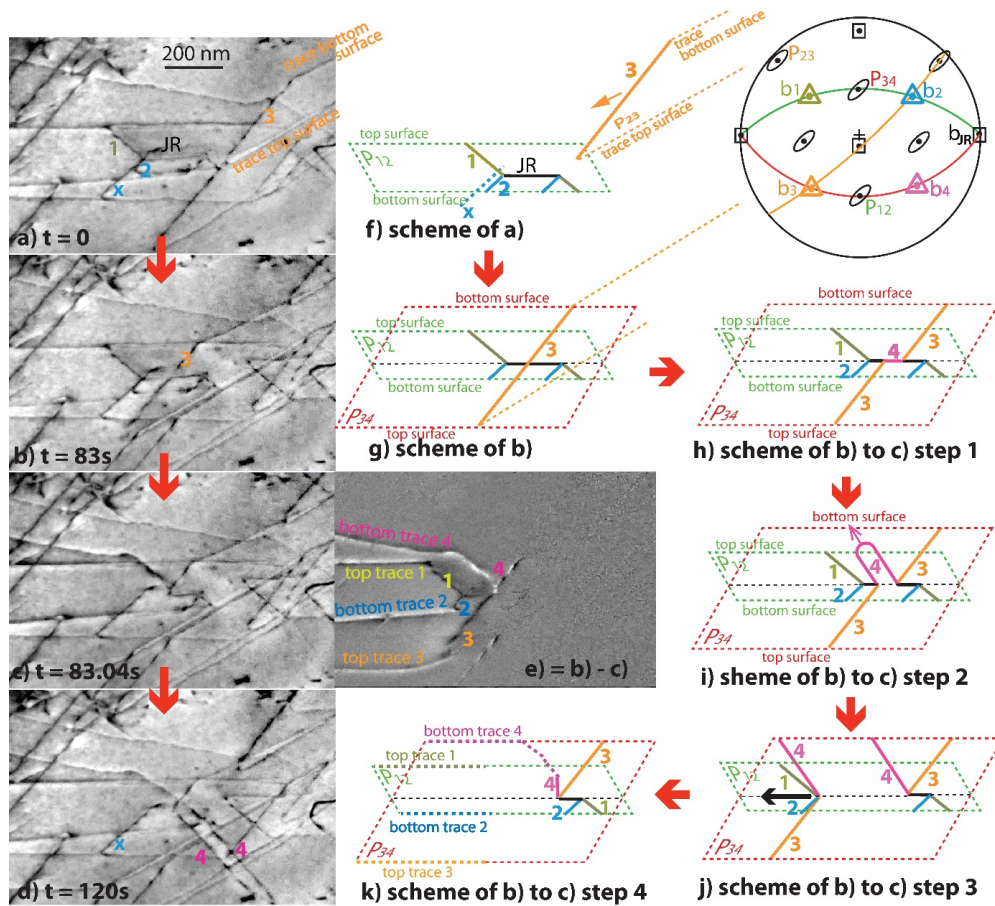 200 nm
trace bottom
surface
3
1
JR
2
trace top surface
x
a) t = 0
trace
bottom surface
3
P23
trace top surface
top surface
P12
1
JR
2
bottom surface
x
f) scheme of a)
P23
b1
P34
b2
bJR
b3
b4
P12
3
b) t = 83s
bottom surface
top surface
P12
1
3
2
bottom surface
P34
top surface
g) scheme of b)
bottom surface
top surface
P12
1
4
3
2
bottom surface
3
P34
top surface
h) scheme of b) to c) step 1
c) t = 83.04s
bottom trace 4
4
top trace 1
1
bottom trace 2
2
3
top trace 3
e) = b) - c)
bottom surface
top surface
P12
1
4
3
2
bottom surface
3
P34
top surface
i) sheme of b) to c) step 2
x
4
4
d) t = 120s
bottom trace 4
top trace 1
3
P12
4
2
1
bottom trace 2
P34
top trace 3
k) scheme of b) to c) step 4
4
4
3
P12
1
2
3
P34
j) scheme of b) to c) step 3